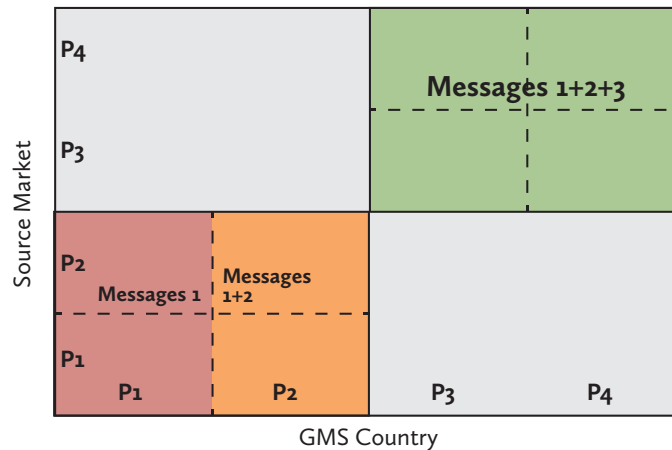 P4
Messages 1+2+3
P3
Source Market
P2
Messages 1
Messages
1+2
P1
P1
P2
P3
P4
GMS Country